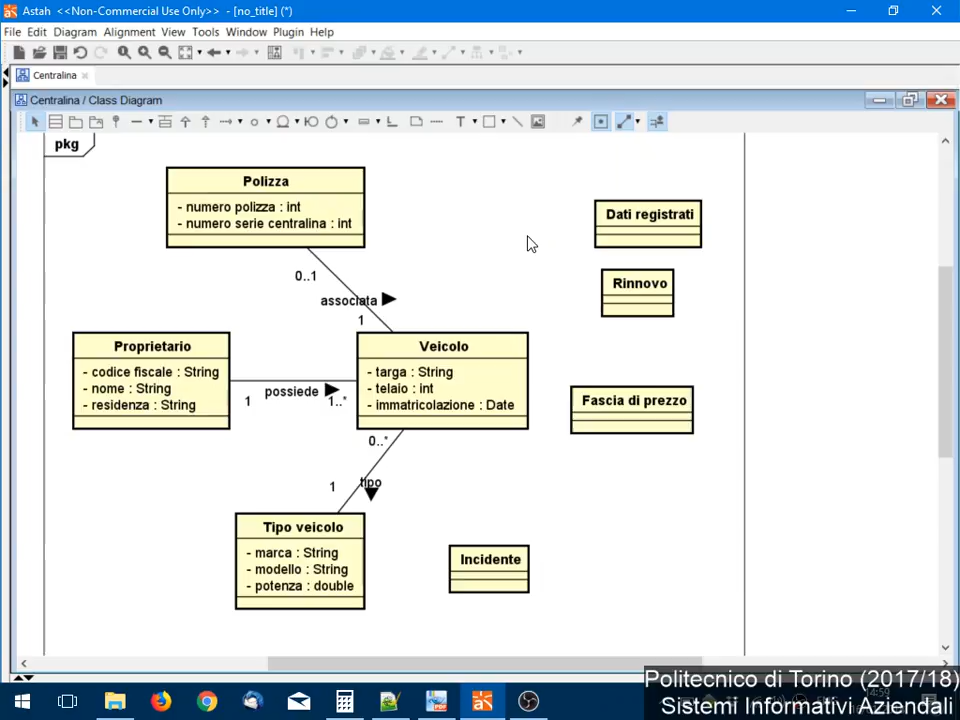 Astah <<Non-Commercial Use Only>> - [no_title] (*)
File Edit Diagram Alignment View Tools Window Plugin Help
Centralina
Centralina / Class Diagram
T
pkg
Polizza
- numero polizza : int
- numero serie centralina : int
Dati registrati
Rinnovo
0..1
associata
1
Proprietario
- codice fiscale : String
- nome : String
- residenza : String
possiede
1
1..*
Veicolo
- targa : String
- telaio : int
- immatricolazione : Date
Fascia di prezzo
0..*
tipo
1
Tipo veicolo
- marca : String
- modello : String
- potenza : double
Incidente
Politecnico di Torino (2017/18)
Sistemi Informativi Aziendali
14:59